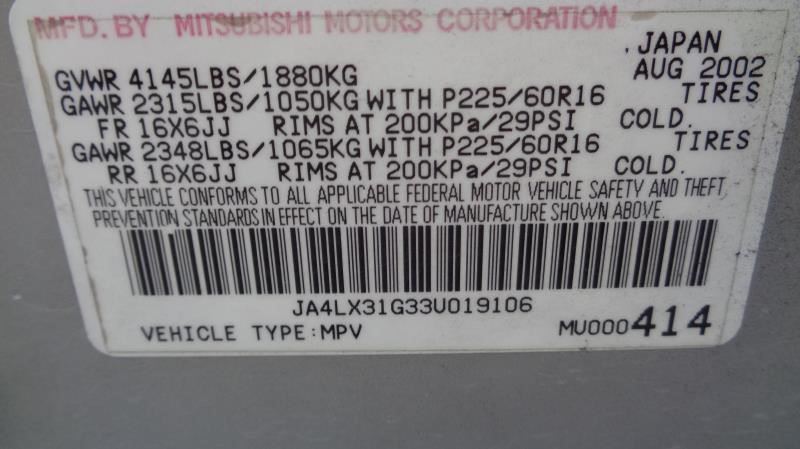 MFD. BY MITSUBISHI MOTORS CORPORATION
, JAPAN
GVWR 4145LBS/1880KG AUG 2002
GAWR 2315LBS/1050KG WITH P225/60R16 TIRES
FR 16X6JJ RIMS AT 200KPa/29PSI COLD.
GAWR 2348LBS/1065KG WITH P225/60R16 TIRES
RR 16X6JJ RIMS AT 200KPa/29PSI COLD.
THIS VEHICLE CONFORMS TO ALL APPLICABLE FEDERAL MOTOR VEHICLE SAFETY AND THEFT
PREVENTION STANDARDS IN EFFECT ON THE DATE OF MANUFACTURE SHOWN ABOVE.
JA4LX31G33U019106
VEHICLE TYPE:MPV MU000414